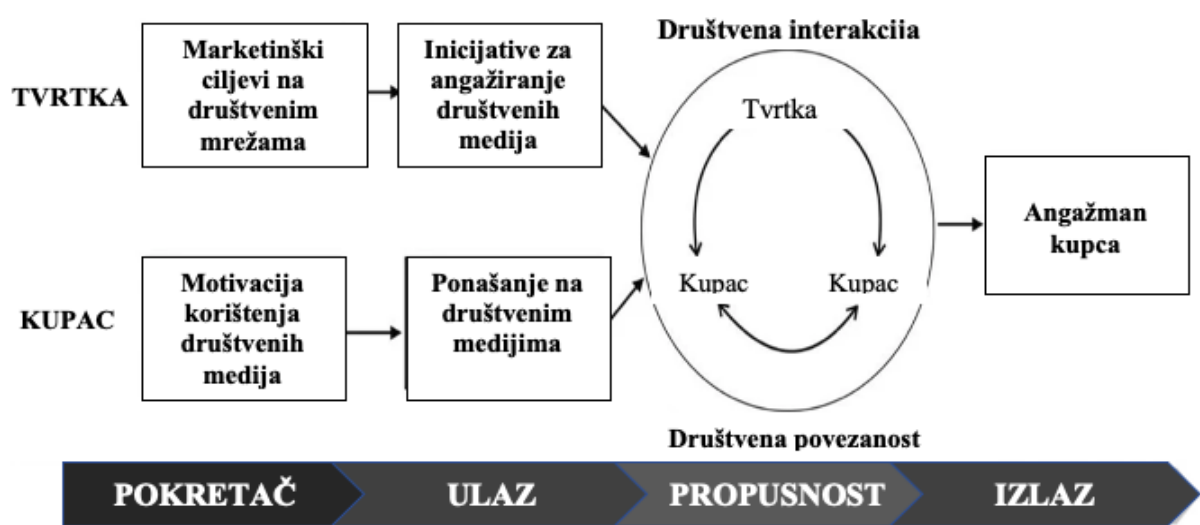 TVRTKA
Marketinški
ciljevi na
društvenim
mrežama
Inicijative za
angažiranje
društvenih
medija
Društvena interakcija
Tvrtka
Kupac
Kupac
Društvena povezanost
Angažman
kupca
KUPAC
Motivacija
korištenja
društvenih
medija
Ponašanje na
društvenim
medijima
POKRETAČ
ULAZ
PROPUSNOST
IZLAZ